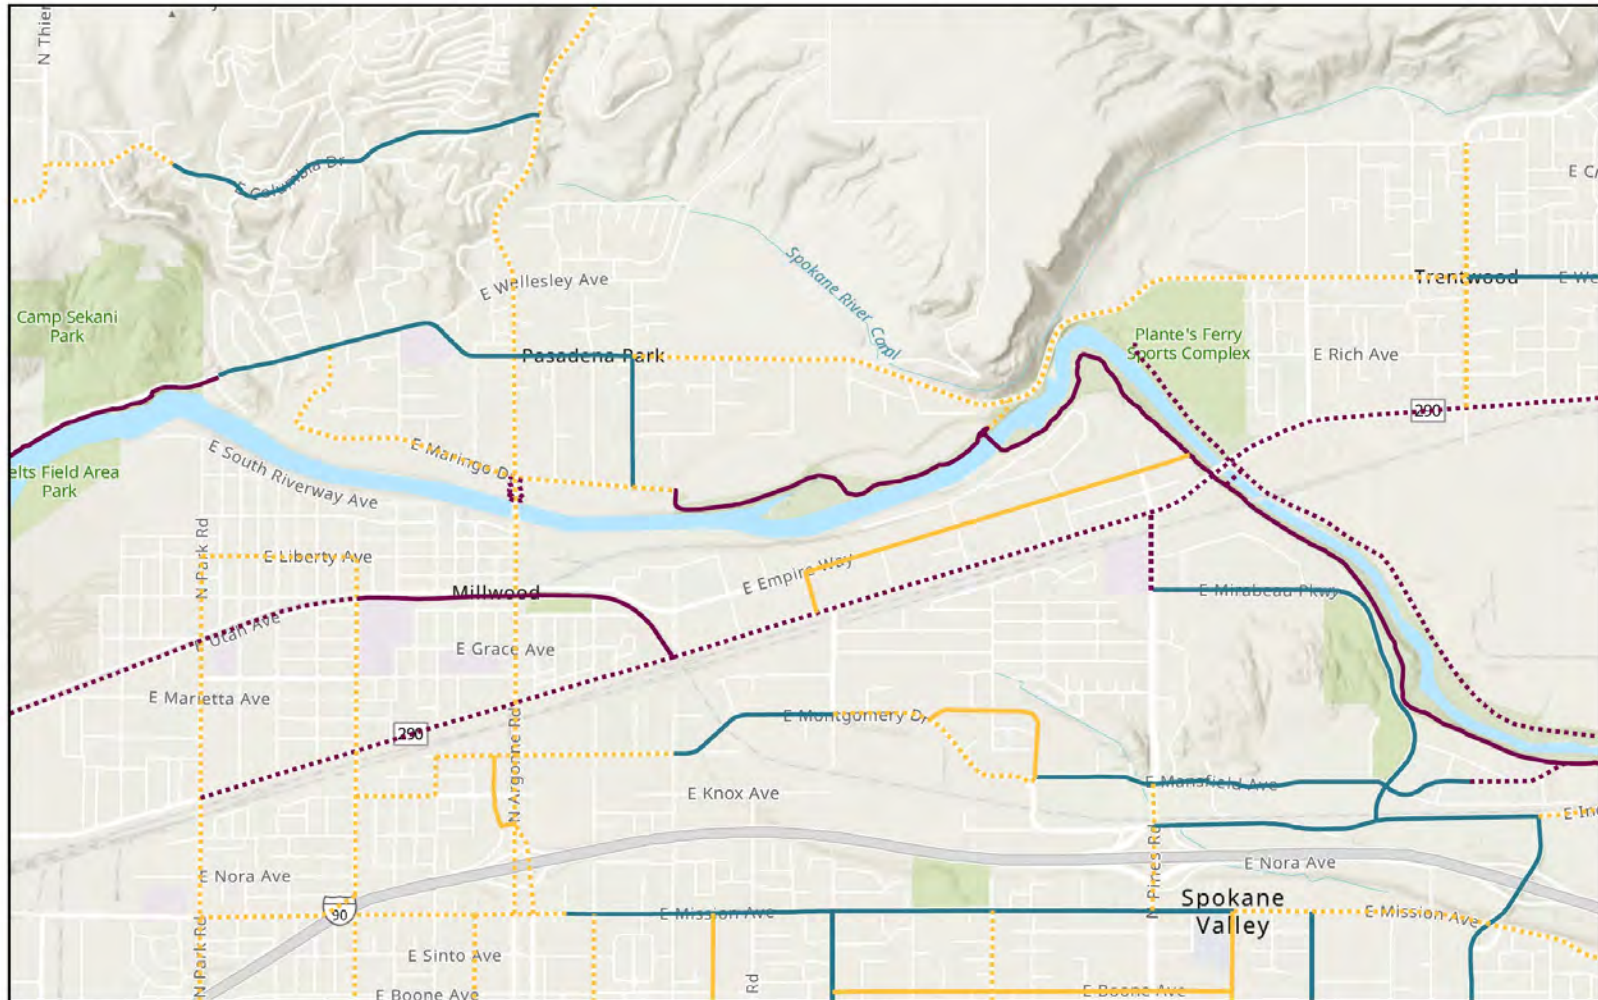 N Thier
E Columbia Dr
E C
E Wellesley Ave
Spokane River Canal
Trentwood
E We
Camp Sekani
Park
Plante's Ferry
Sports Complex
Pasadena Park
E Rich Ave
290
E Maringo Dr
E South Riverway Ave
elts Field Area
Park
N Park Rd
E Liberty Ave
E Empire Way
Millwood
E Mirabeau Pkwy
E Utah Ave
E Grace Ave
E Marietta Ave
290
N Argonne Rd
E Montgomery Dr
E Knox Ave
E Mansfield Ave
E In
N Pines Rd
E Nora Ave
E Nora Ave
90
E Mission Ave
Spokane
Valley
E Mission Ave
N Park Rd
E Sinto Ave
Rd
E Boone Ave
E Boone Ave